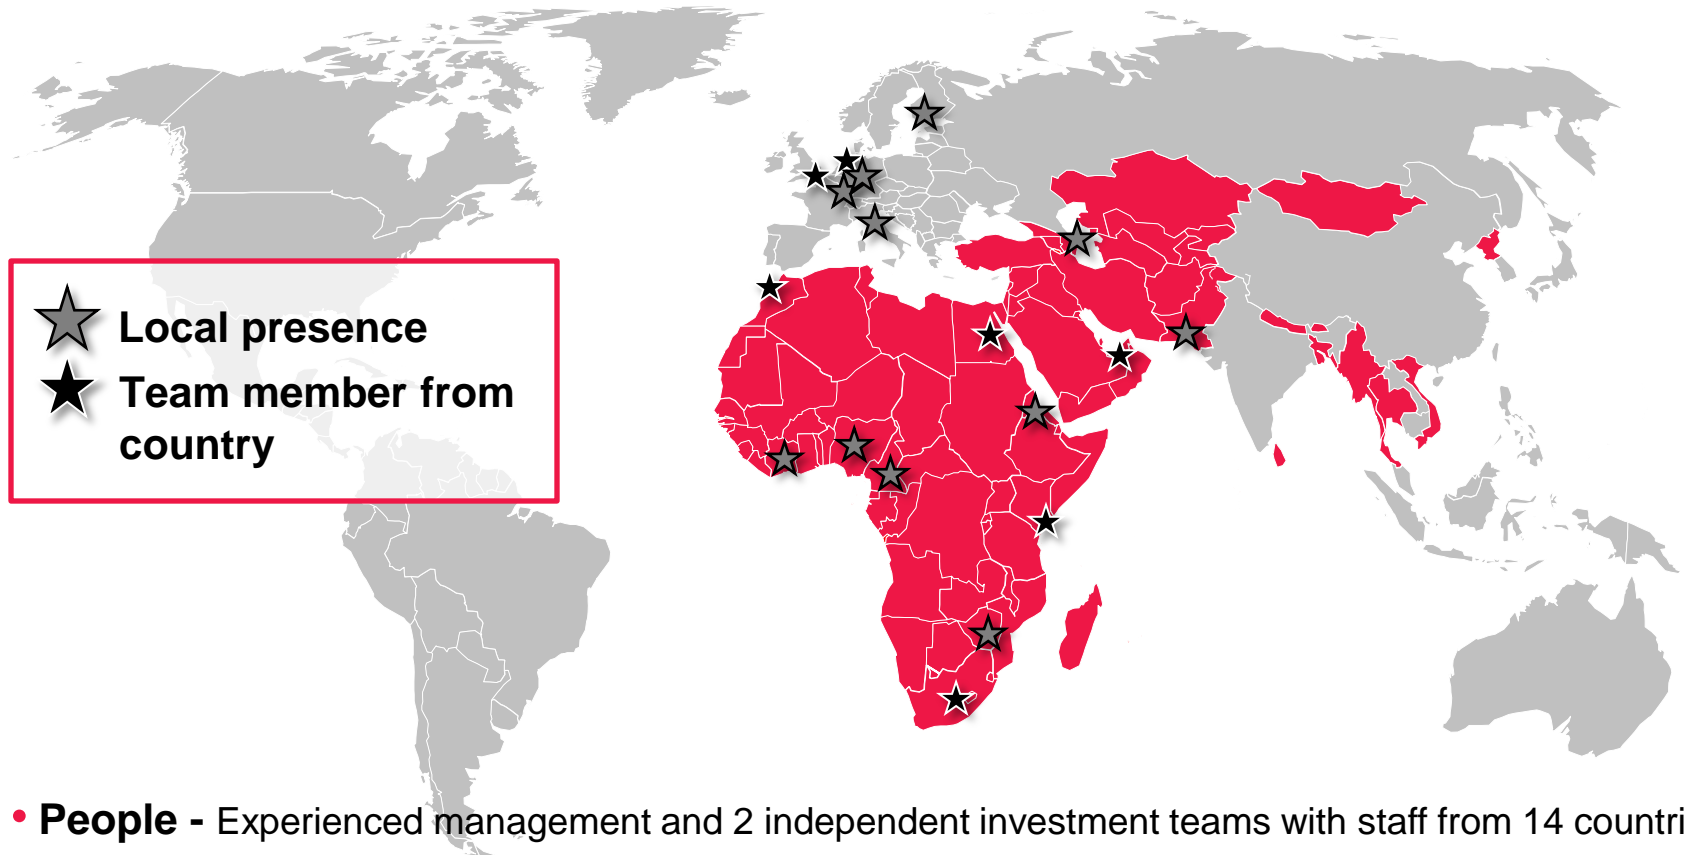 Local presence
Team member from
country
• People - Experienced management and 2 independent investment teams with staff from 14 countri